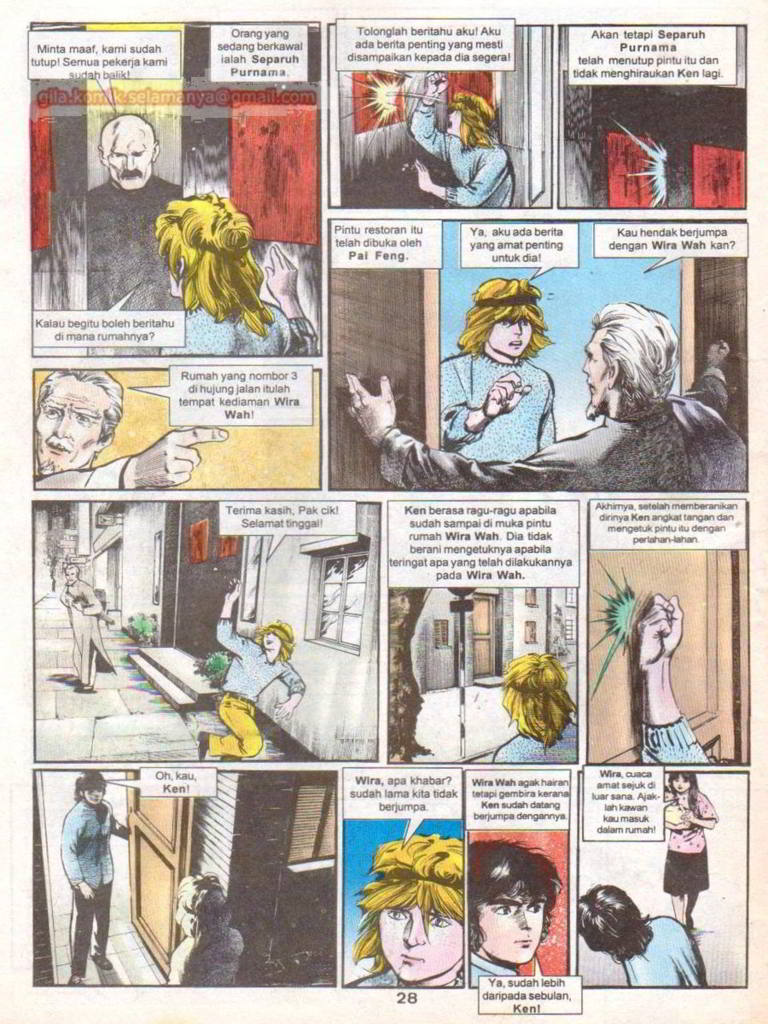 Minta maaf, kami sudah
tutup! Semua pekerja kami
sudah balik!
Orang yang
sedang berkawal
ialah Separuh
Purnama.
gila.komik.selamanya@gmail.com
Kalau begitu boleh beritahu
di mana rumahnya?
Tolonglah beritahu aku! Aku
ada berita penting yang mesti
disampaikan kepada dia segera!
Akan tetapi Separuh
Purnama
telah menutup pintu itu dan
tidak menghiraukan Ken lagi.
Pintu restoran itu
telah dibuka oleh
Pai Feng.
Ya, aku ada berita
yang amat penting
untuk dia!
Kau hendak berjumpa
dengan Wira Wah kan?
Rumah yang nombor 3
di hujung jalan itulah
tempat kediaman Wira
Wah!
Terima kasih, Pak cik!
Selamat tinggal!
Ken berasa ragu-ragu apabila
sudah sampai di muka pintu
rumah Wira Wah. Dia tidak
berani mengetuknya apabila
teringat apa yang telah dilakukannya
pada Wira Wah.
Akhirnya, setelah memberanikan
dirinya Ken angkat tangan dan
mengetuk pintu itu dengan
perlahan-lahan.
Oh, kau,
Ken!
Wira, apa khabar?
sudah lama kita tidak
berjumpa.
Wira Wah agak hairan
tetapi gembira kerana
Ken sudah datang
berjumpa dengannya.
Ya, sudah lebih
daripada sebulan,
Ken!
Wira, cuaca
amat sejuk di
luar sana. Ajak-
lah kawan
kau masuk
dalam rumah!
28